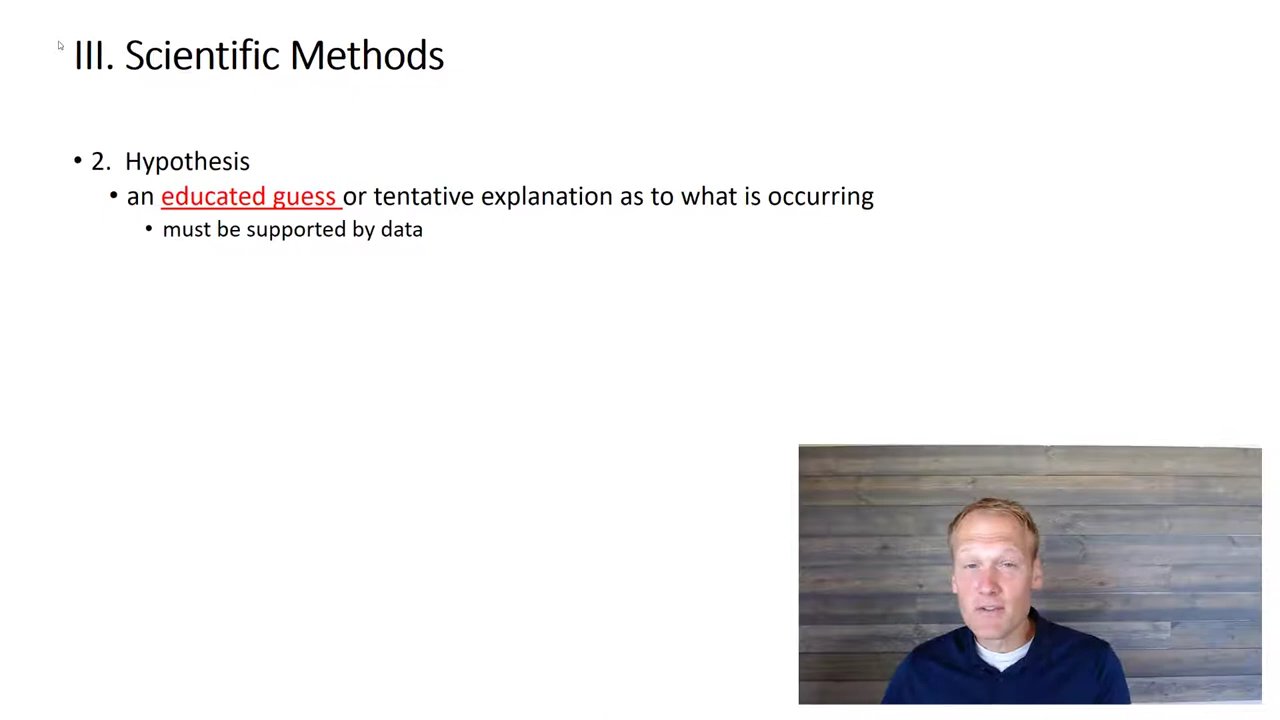 III. Scientific Methods
• 2. Hypothesis
• an educated guess or tentative explanation as to what is occurring
• must be supported by data